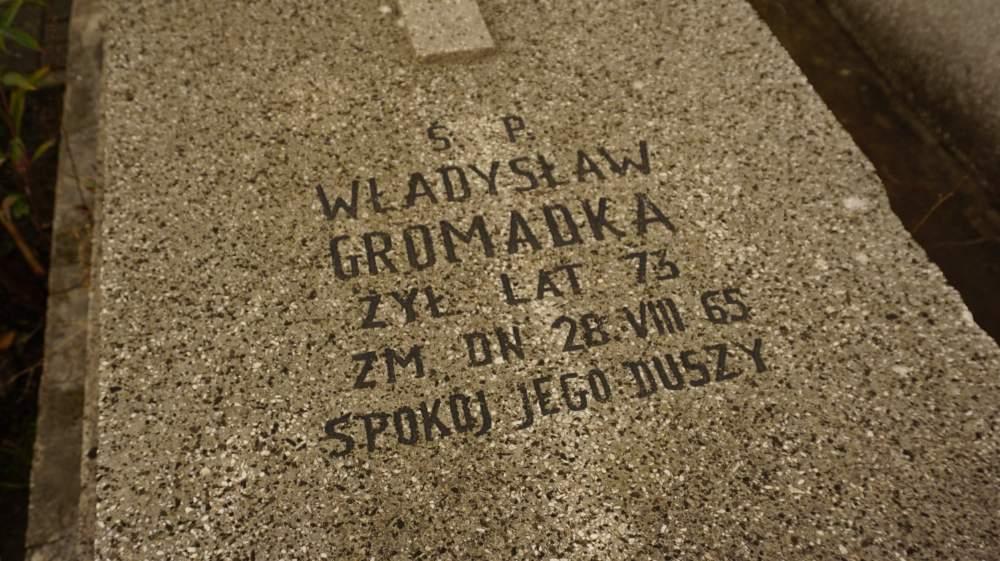 Ś. P.
WŁADYSŁAW
GROMADKA
ŻYŁ LAT 73
ZM. DN 28 VIII 65
SPOKÓJ JEGO DUSZY